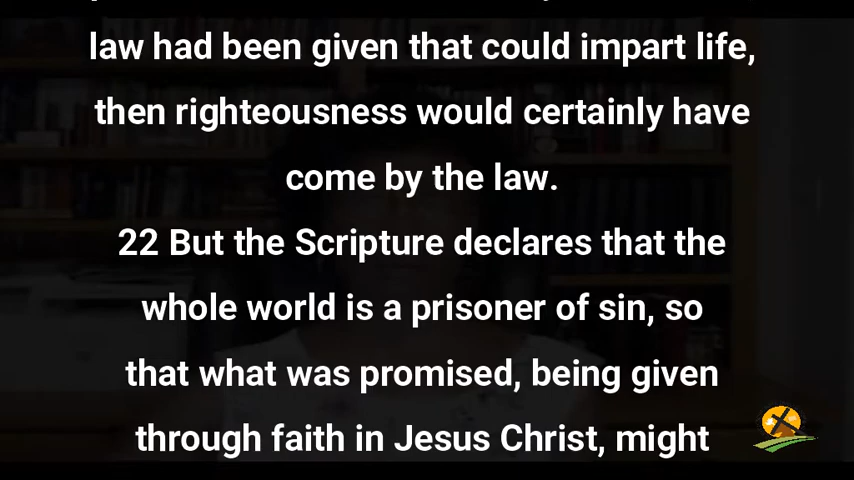 law had been given that could impart life,
then righteousness would certainly have
come by the law.
22 But the Scripture declares that the
whole world is a prisoner of sin, so
that what was promised, being given
through faith in Jesus Christ, might